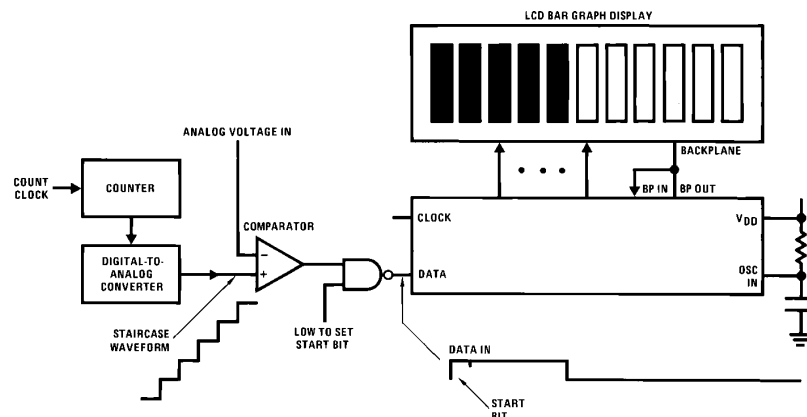 LCD BAR GRAPH DISPLAY
ANALOG VOLTAGE IN
BACKPLANE
COUNT
CLOCK
COUNTER
BP IN
BP OUT
COMPARATOR
CLOCK
VDD
DIGITAL-TO-
ANALOG
CONVERTER
−
+
DATA
OSC
IN
STAIRCASE
WAVEFORM
LOW TO SET
START BIT
DATA IN
START
BIT